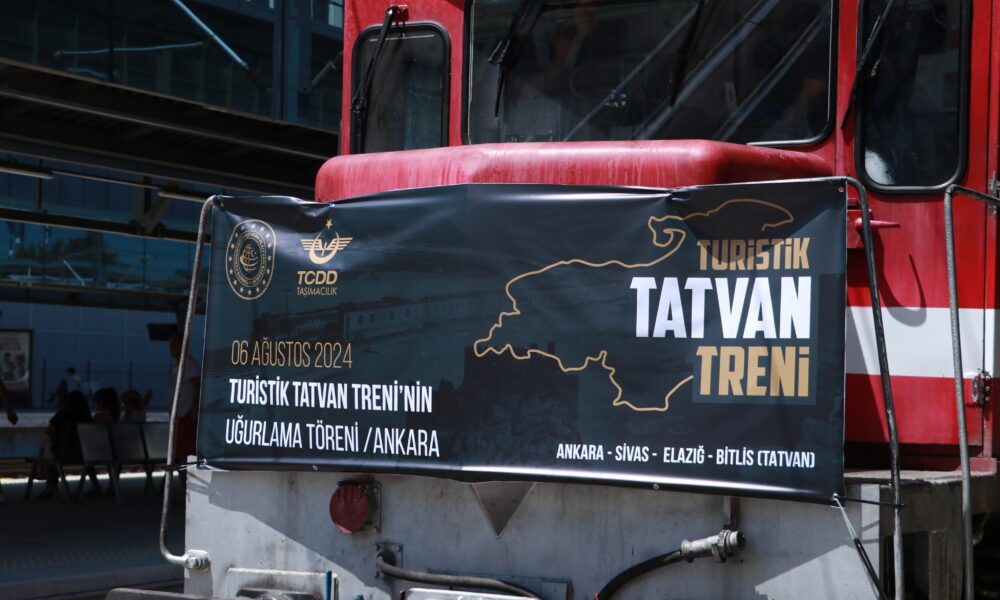 TCDD
TAŞIMACILIK
06 AĞUSTOS 2024
TURİSTİK TATVAN TRENİ'NİN
UĞURLAMA TÖRENİ / ANKARA
TURİSTİK
TATVAN
TRENİ
ANKARA - SİVAS - ELAZIĞ - BİTLİS (TATVAN)